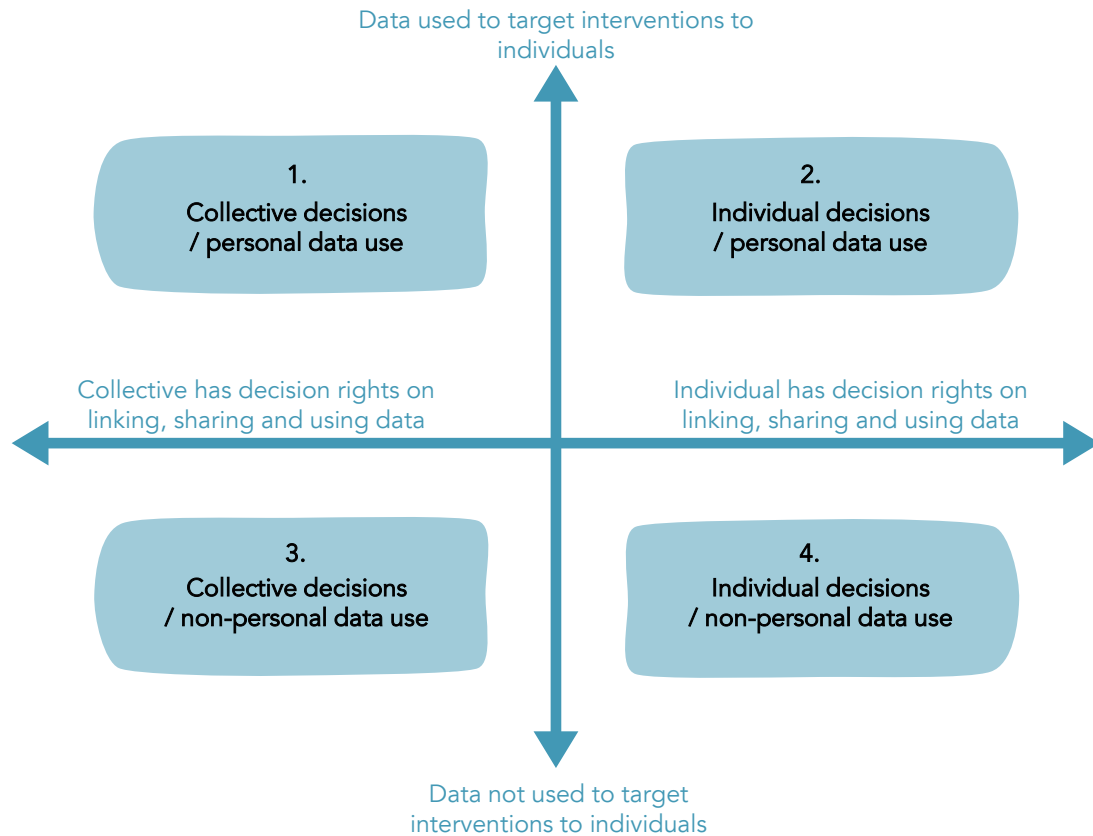 Data used to target interventions to
individuals
1.
Collective decisions
/ personal data use
2.
Individual decisions
/ personal data use
Collective has decision rights on
linking, sharing and using data
Individual has decision rights on
linking, sharing and using data
3.
Collective decisions
/ non-personal data use
4.
Individual decisions
/ non-personal data use
Data not used to target
interventions to individuals